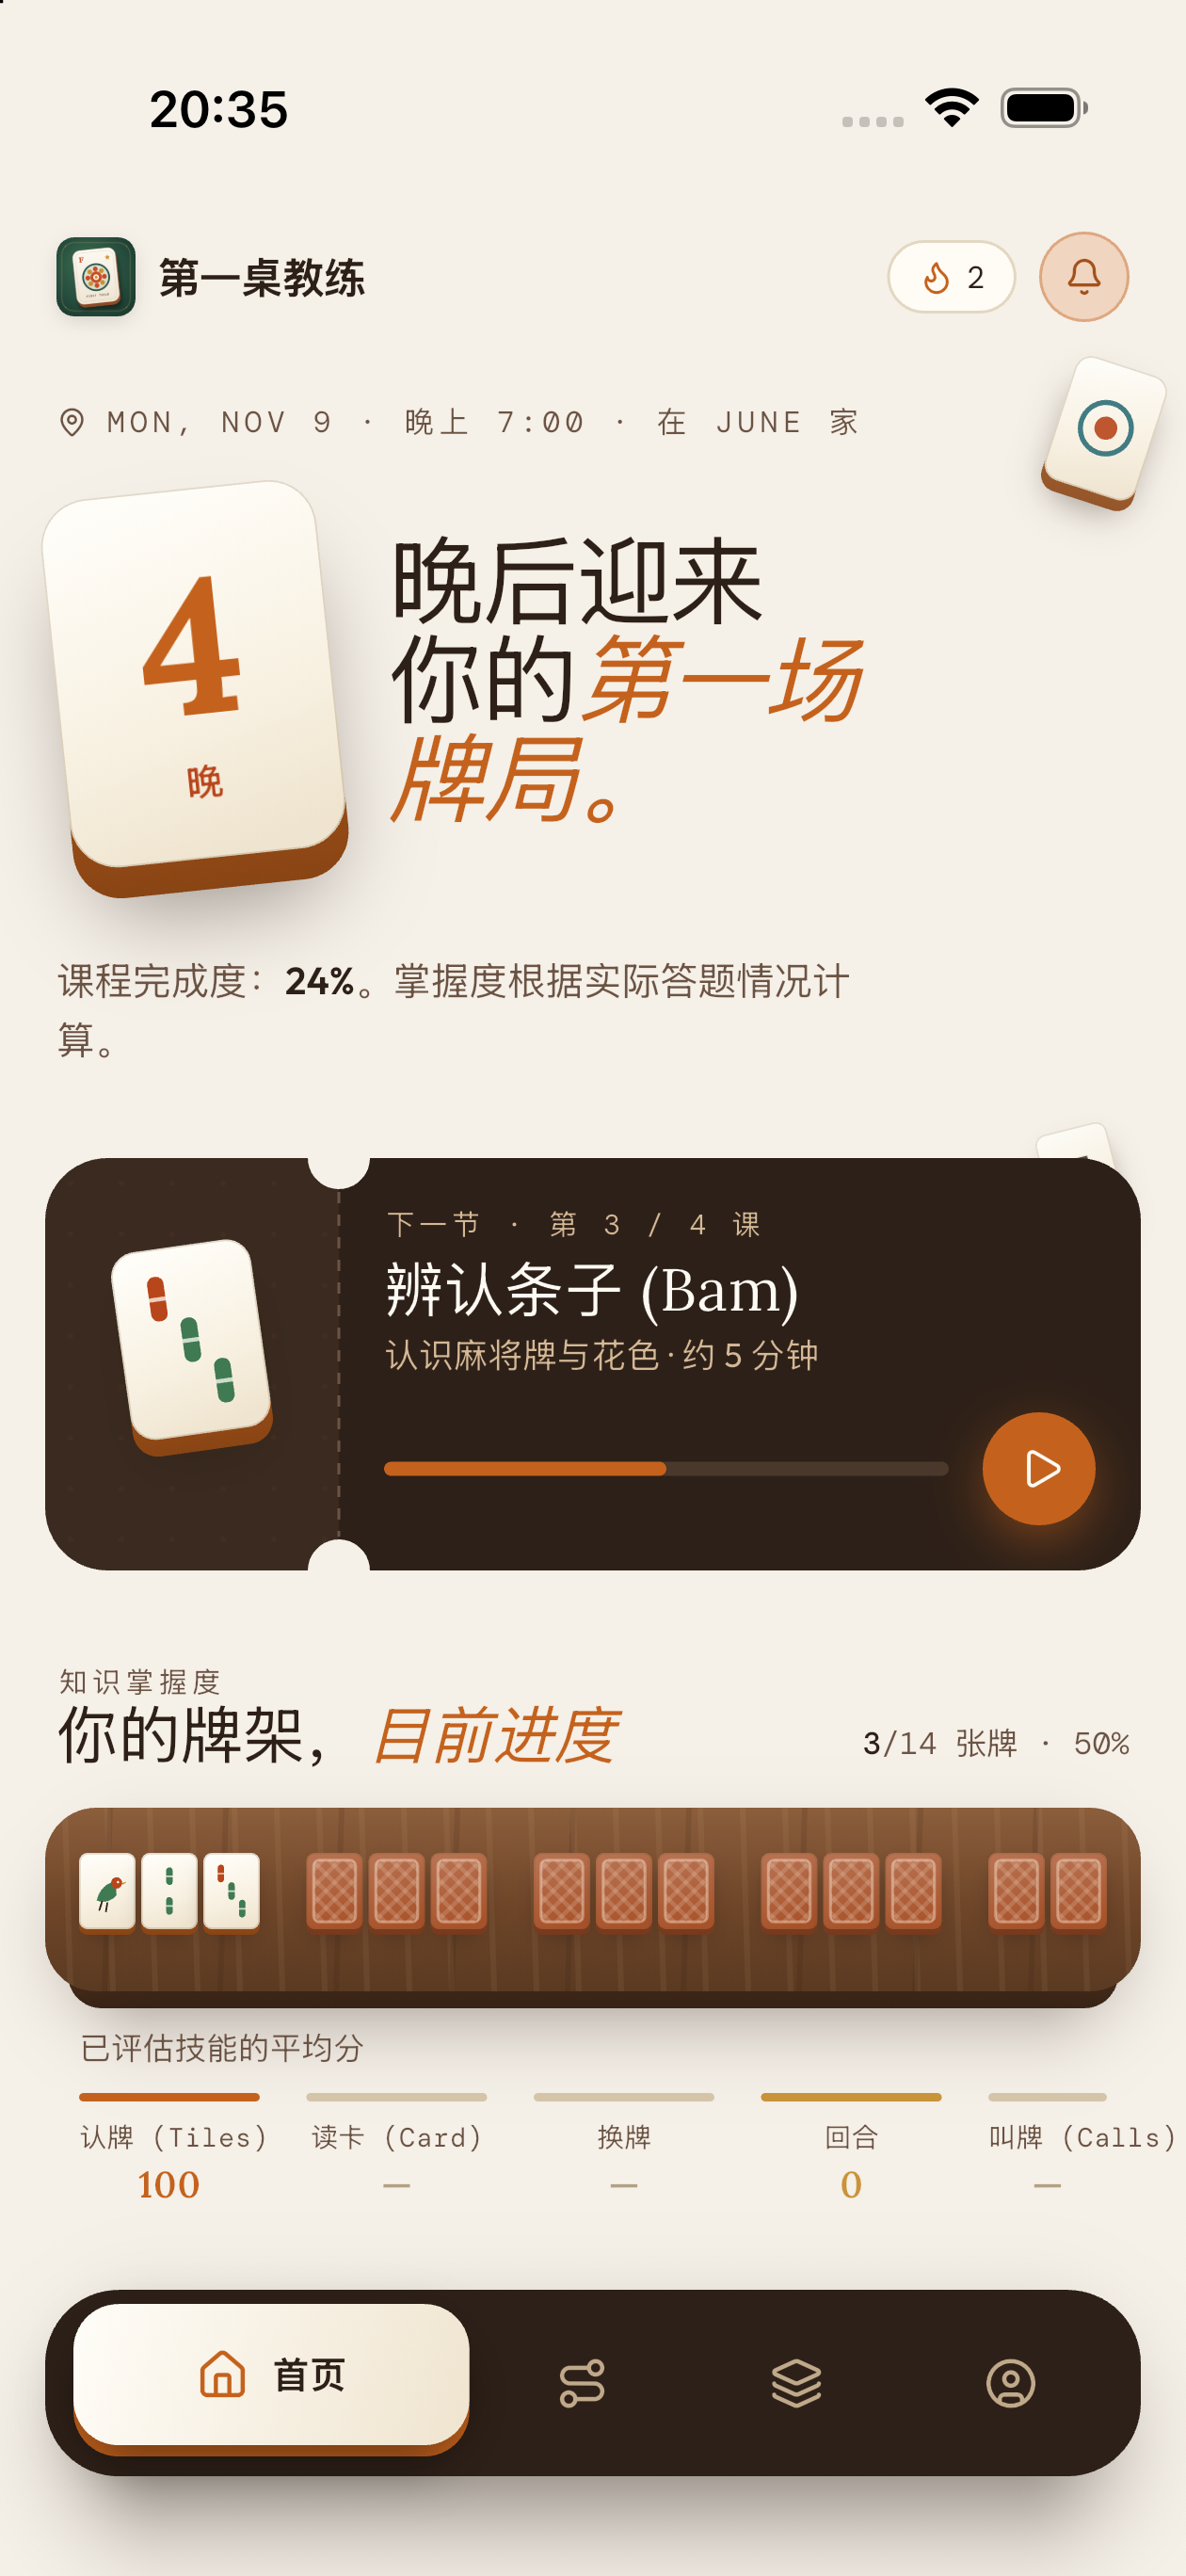 20:35
第一桌教练
2
MON, NOV 9 · 晚上 7:00 · 在 JUNE 家
4
晚
晚后迎来
你的第一场
牌局。
课程完成度：24%。掌握度根据实际答题情况计
算。
下一节 · 第 3 / 4 课
辨认条子 (Bam)
认识麻将牌与花色·约 5 分钟
知识掌握度
你的牌架，目前进度
3/14 张牌 · 50%
已评估技能的平均分
认牌 (Tiles)
读卡 (Card)
换牌
回合
叫牌 (Calls)
100
—
—
0
—
首页